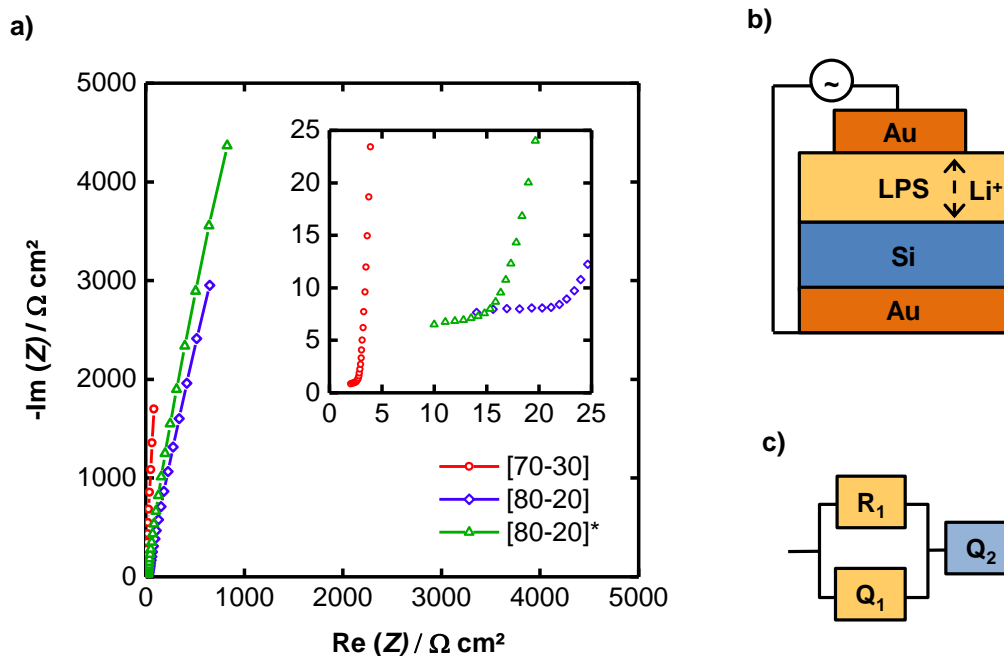 a)
5000
4000
3000
2000
1000
0
-Im (Z) / Ω cm²
0 1000 2000 3000 4000 5000
Re (Z) / Ω cm²
25
20
15
10
5
0
0 5 10 15 20 25
[70-30]
[80-20]
[80-20]*
b)
~
Au
LPS Li⁺
Si
Au
c)
R₁
Q₁
Q₂